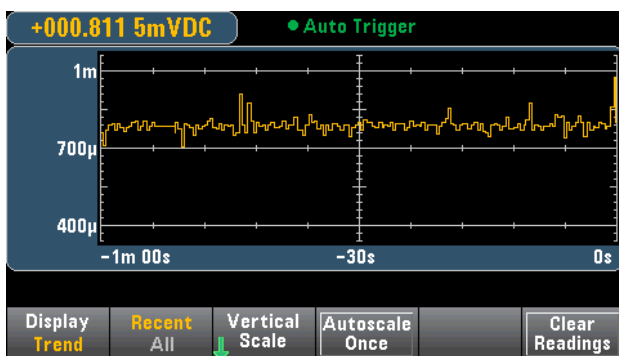 +000.811 5mVDC
Auto Trigger
1m
700µ
400µ
-1m 00s -30s 0s
Display Trend
Recent All
Vertical Scale
Autoscale Once
Clear Readings